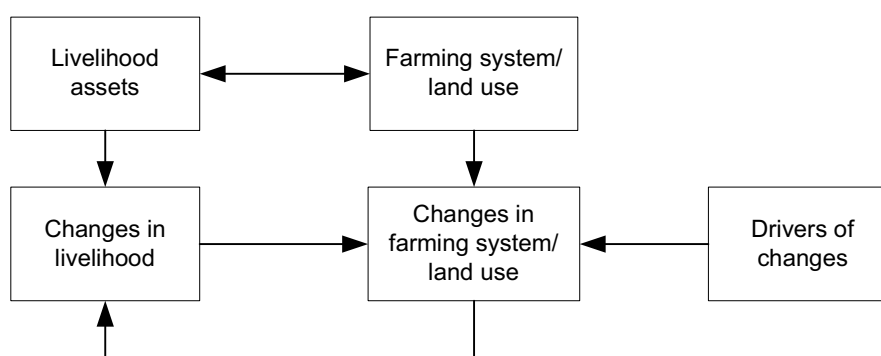 Livelihood
assets
Farming system/
land use
Changes in
livelihood
Changes in
farming system/
land use
Drivers of
changes